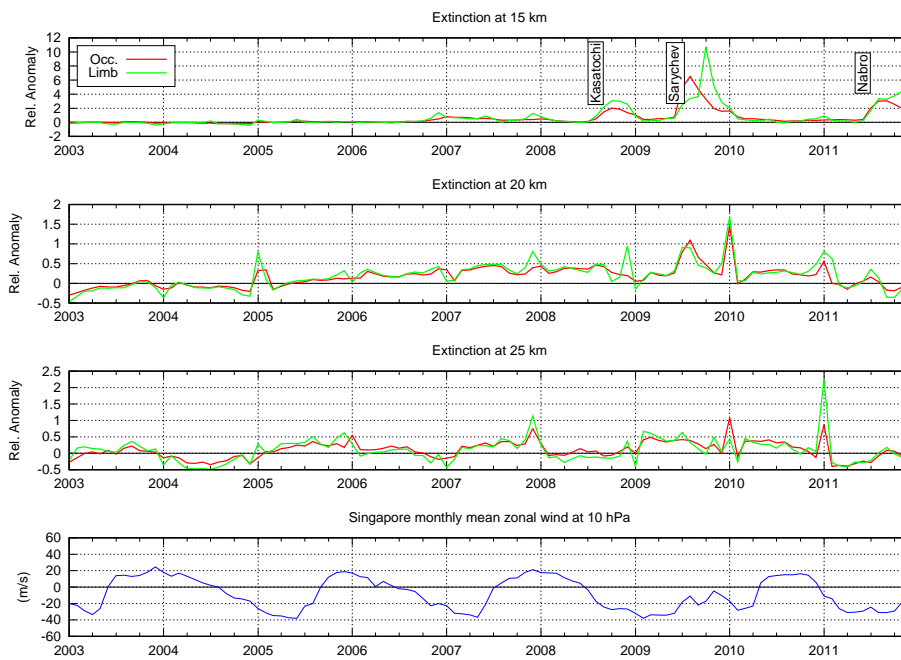 Extinction at 15 km
Rel. Anomaly
12
10
8
6
4
2
0
Occ.
Limb
Kasatochi
Sarychev
Nabro
2003 2004 2005 2006 2007 2008 2009 2010 2011
Extinction at 20 km
Rel. Anomaly
2
1.5
1
0.5
0
-0.5
2003 2004 2005 2006 2007 2008 2009 2010 2011
Extinction at 25 km
Rel. Anomaly
2.5
2
1.5
1
0.5
0
-0.5
2003 2004 2005 2006 2007 2008 2009 2010 2011
Singapore monthly mean zonal wind at 10 hPa
(m/s)
60
40
20
0
-20
-40
-60
2003 2004 2005 2006 2007 2008 2009 2010 2011